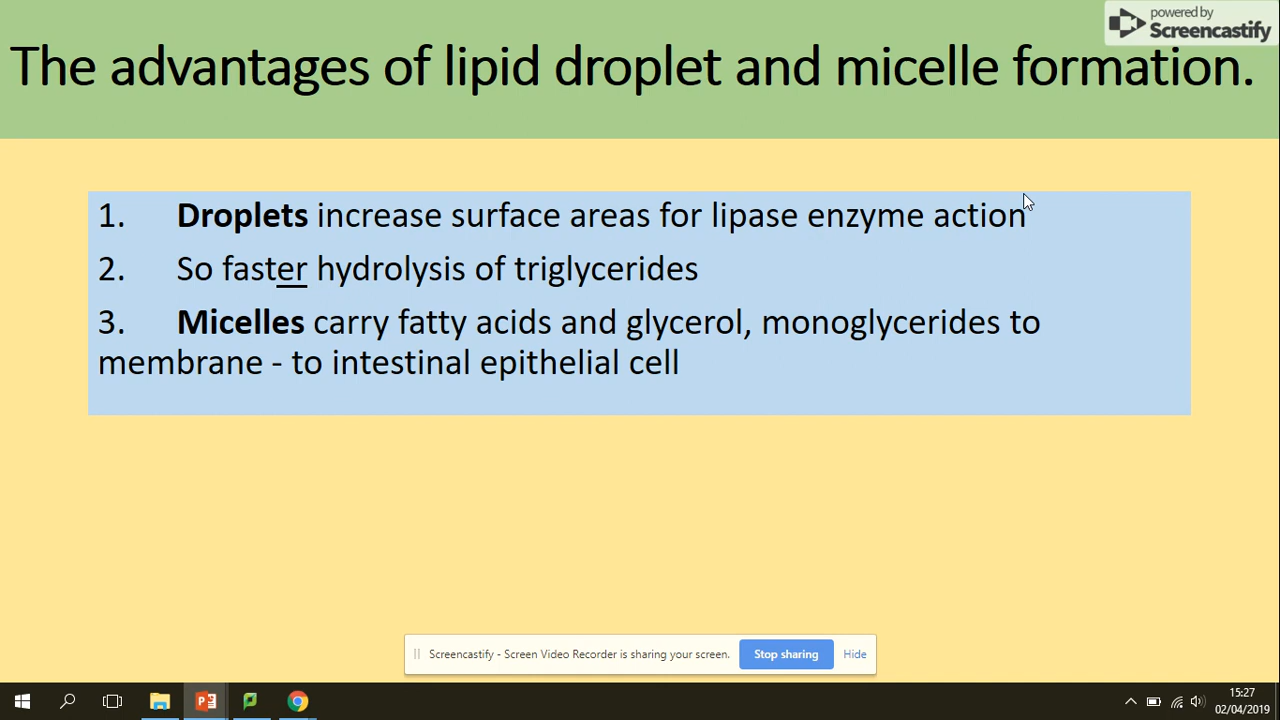 powered by
Screencastify
The advantages of lipid droplet and micelle formation.
1. Droplets increase surface areas for lipase enzyme action
2. So faster hydrolysis of triglycerides
3. Micelles carry fatty acids and glycerol, monoglycerides to
membrane - to intestinal epithelial cell
Screencastify - Screen Video Recorder is sharing your screen. Stop sharing Hide
15:27
02/04/2019